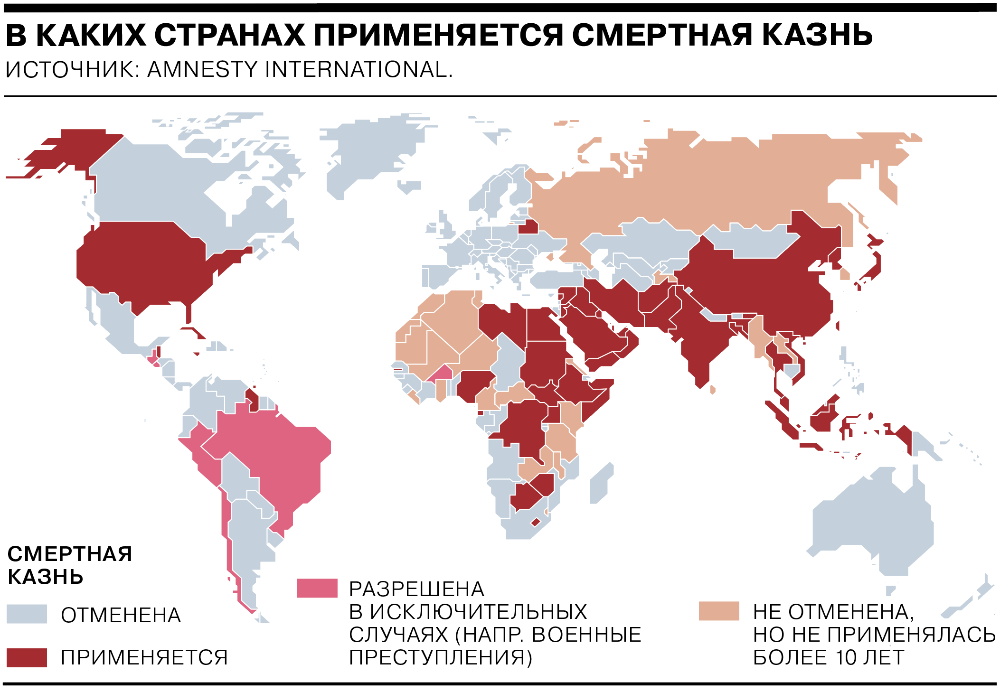 В КАКИХ СТРАНАХ ПРИМЕНЯЕТСЯ СМЕРТНАЯ КАЗНЬ
ИСТОЧНИК: AMNESTY INTERNATIONAL.
СМЕРТНАЯ
КАЗНЬ
ОТМЕНЕНА
ПРИМЕНЯЕТСЯ
РАЗРЕШЕНА
В ИСКЛЮЧИТЕЛЬНЫХ
СЛУЧАЯХ (НАПР. ВОЕННЫЕ
ПРЕСТУПЛЕНИЯ)
НЕ ОТМЕНЕНА,
НО НЕ ПРИМЕНЯЛАСЬ
БОЛЕЕ 10 ЛЕТ